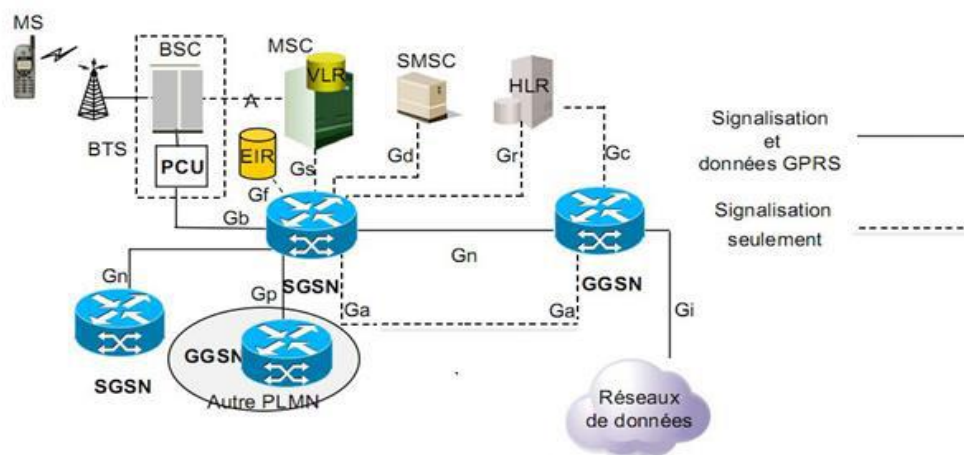 MS
BSC
MSC
VLR
SMSC
HLR
A
BTS
PCU
EIR
Gf
Gs
Gd
Gr
Gc
Gb
Signalisation
et
données GPRS
Signalisation
seulement
Gn
SGSN
Gn
GGSN
Gp
Ga
Ga
Gi
SGSN
GGSN
Autre PLMN
Réseaux
de données